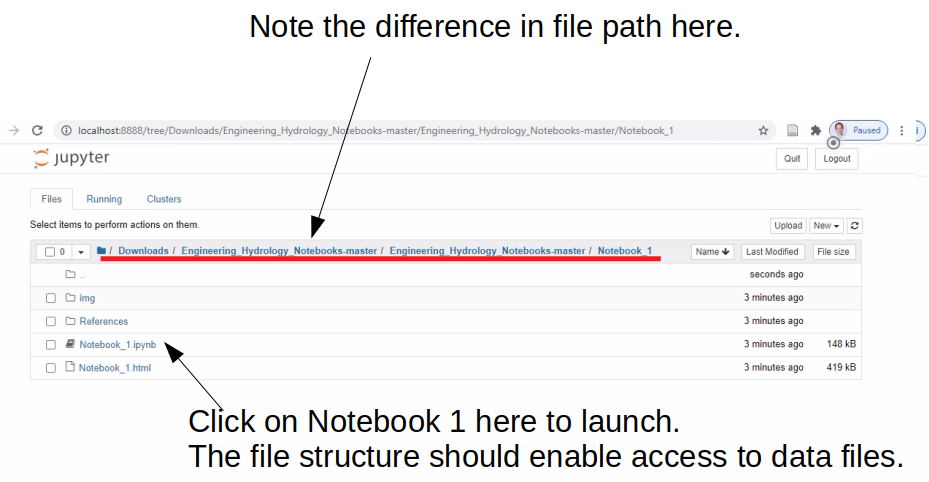 Note the difference in file path here.
localhost:8888/tree/Downloads/Engineering_Hydrology_Notebooks-master/Engineering_Hydrology_Notebooks-master/Notebook_1
Paused
jupyter
Quit Logout
Files Running Clusters
Select items to perform actions on them.
Upload New
0 / Downloads / Engineering_Hydrology_Notebooks-master / Engineering_Hydrology_Notebooks-master / Notebook_1 Name Last Modified File size
.. seconds ago
img 3 minutes ago
References 3 minutes ago
Notebook_1.ipynb 3 minutes ago 148 kB
Notebook_1.html 3 minutes ago 419 kB
Click on Notebook 1 here to launch.
The file structure should enable access to data files.